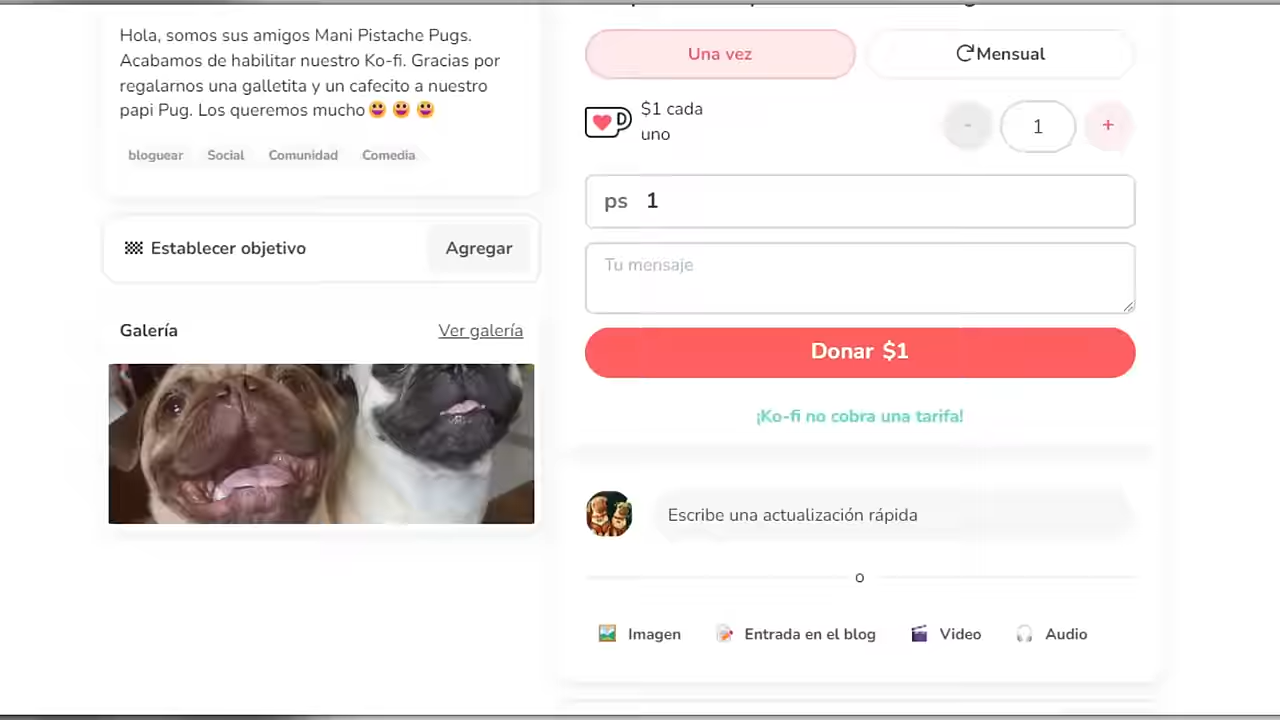 Hola, somos sus amigos Mani Pistache Pugs.
Acabamos de habilitar nuestro Ko-fi. Gracias por
regalarnos una galletita y un cafecito a nuestro
papi Pug. Los queremos mucho😃 😃 😃
bloguear Social Comunidad Comedia
Establecer objetivo Agregar
Galería Ver galería
Una vez Mensual
$1 cada
uno
- 1 +
ps 1
Tu mensaje
Donar $1
¡Ko-fi no cobra una tarifa!
Escribe una actualización rápida
o
Imagen Entrada en el blog Video Audio